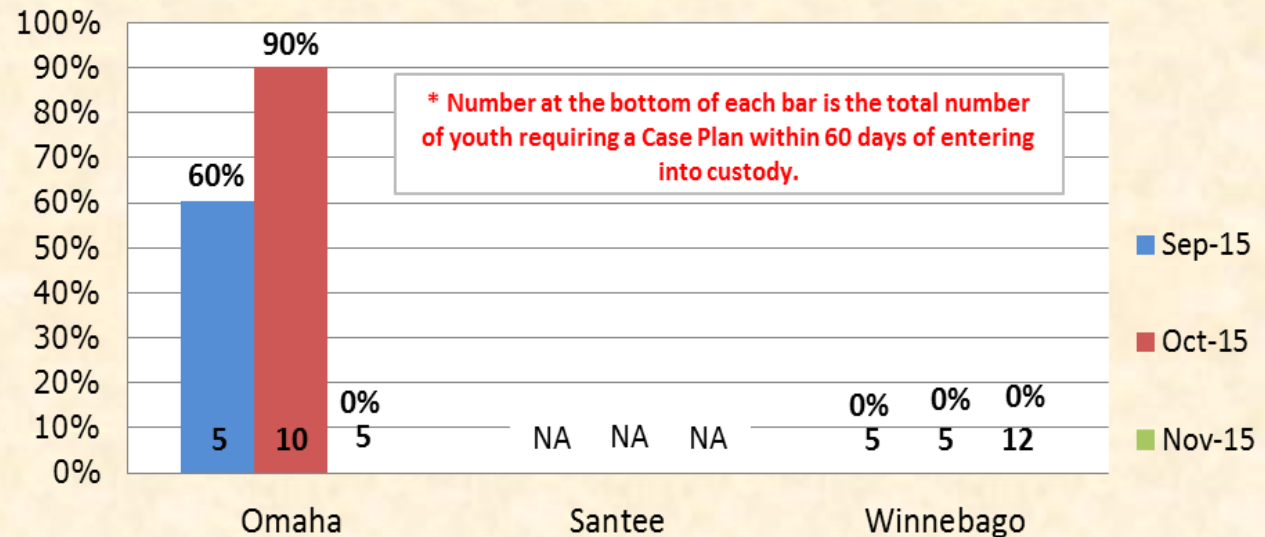 100%
90%
80%
70%
60%
50%
40%
30%
20%
10%
0%
* Number at the bottom of each bar is the total number
of youth requiring a Case Plan within 60 days of entering
into custody.
60%
90%
0%
5
10
5
NA
NA
NA
0%
0%
0%
5
5
12
Omaha
Santee
Winnebago
Sep-15
Oct-15
Nov-15